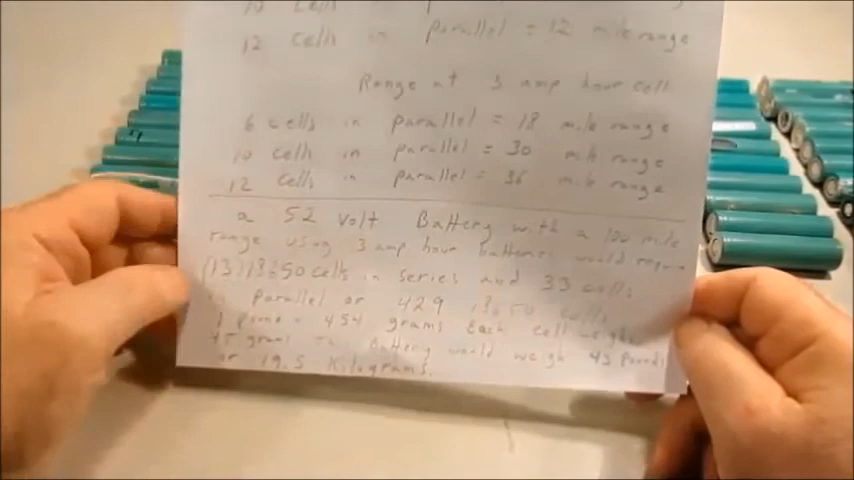 10 cells
12 cells in parallel = 12 mile range
Range at 3 amp hour cell
6 cells in parallel = 18 mile range
10 cells in parallel = 30 mile range
12 cells in parallel = 36 mile range
a 52 volt Battery with a 100 mile
range using 3 amp hour batteries would require
(13) 18650 cells in series and 33 cells
in parallel or 429 18650 cells
1 pound = 454 grams Each cell weighs
45 grams Battery would weigh 43 pounds
or 19.5 kilograms.